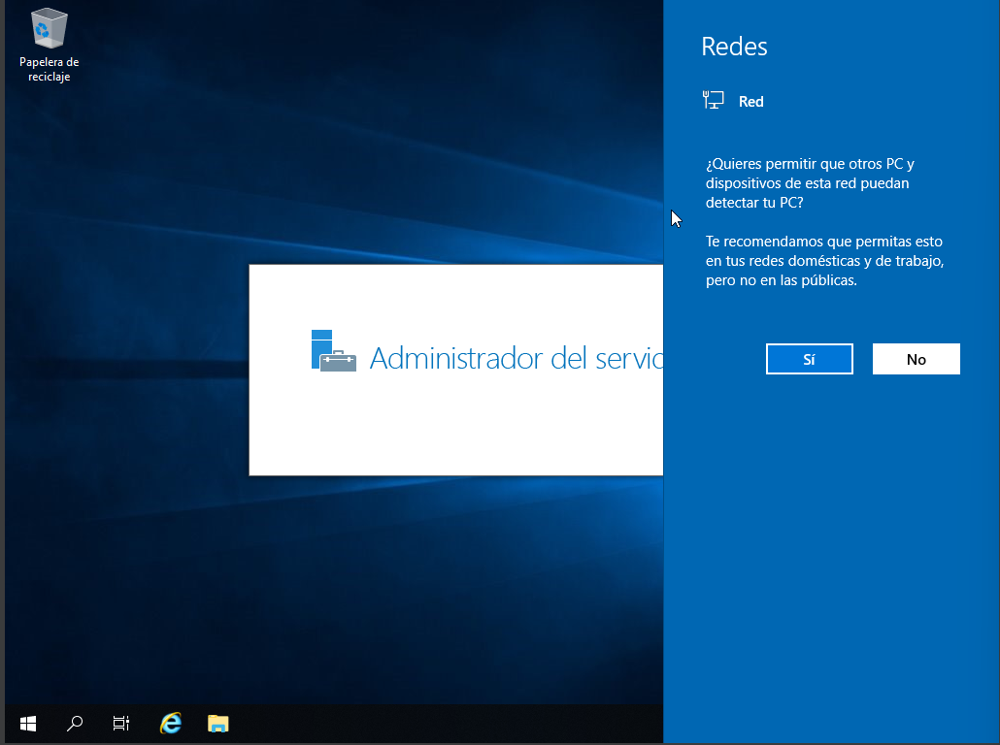 Papelera de
reciclaje
Administrador del servic
Redes
Red
¿Quieres permitir que otros PC y
dispositivos de esta red puedan
detectar tu PC?
Te recomendamos que permitas esto
en tus redes domésticas y de trabajo,
pero no en las públicas.
Sí
No